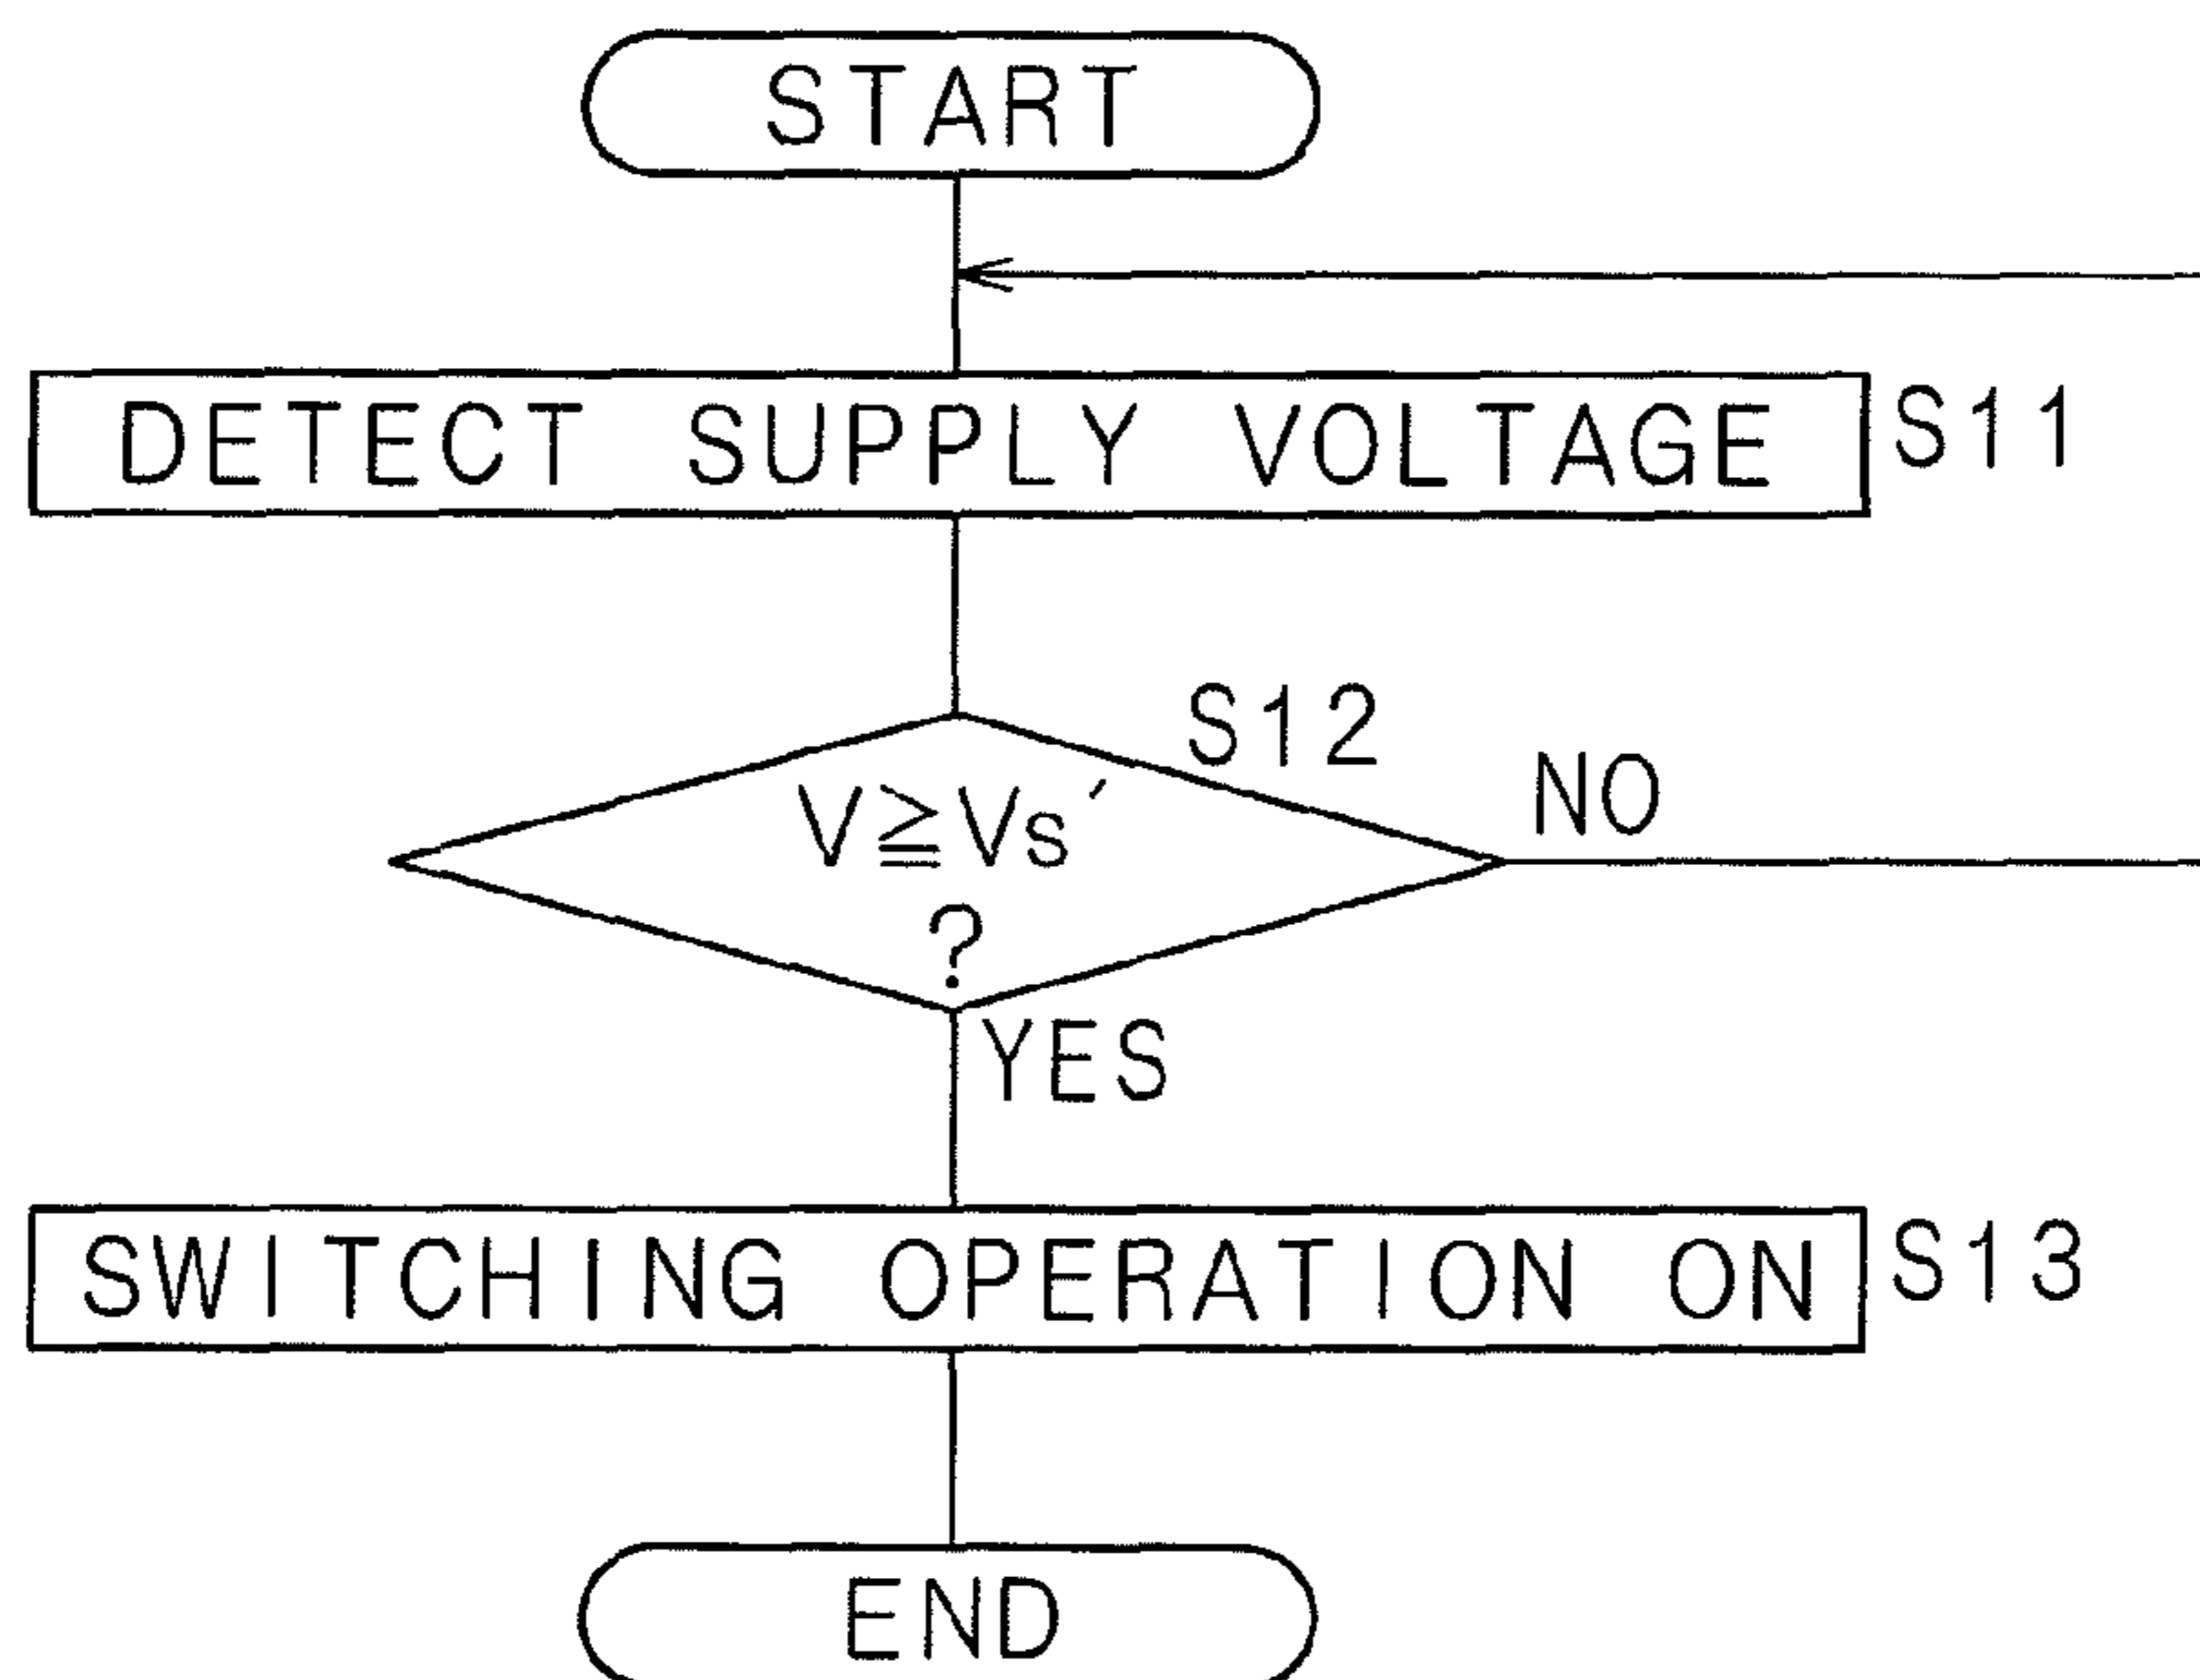 START
DETECT SUPPLY VOLTAGE S11
S12
V≧Vs′
NO
?
YES
SWITCHING OPERATION ON S13
END